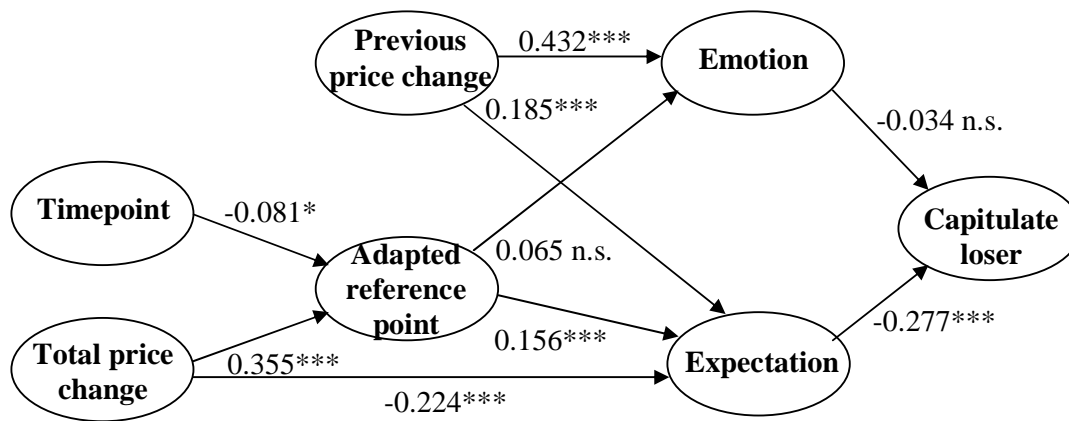 Previous
price change
0.432***
Emotion
0.185***
-0.034 n.s.
Timepoint
-0.081*
Capitulate
loser
Adapted
reference
point
0.065 n.s.
0.156***
-0.277***
Total price
change
0.355***
Expectation
-0.224***